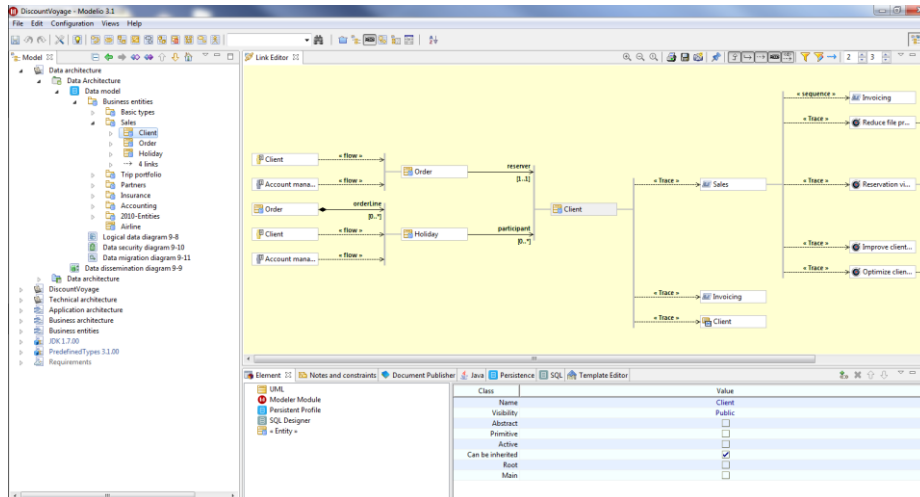 DiscountVoyage - Modelio 3.1
File Edit Configuration Views Help
Model
Data architecture
Data Architecture
Data model
Business entities
Basic types
Sales
Client
Order
Holiday
4 links
Trip portfolio
Partners
Insurance
Accounting
2010-Entities
Airline
Logical data diagram 9-8
Data security diagram 9-10
Data migration diagram 9-11
Data dissemination diagram 9-9
Data architecture
DiscountVoyage
Technical architecture
Application architecture
Business architecture
Business entities
JDK 1.7.00
PredefinedTypes 3.1.00
Requirements
Link Editor
2 3
« sequence »
Invoicing
« Trace »
Reduce file pr...
Client
« flow »
Order
reserver
[1..1]
Account mana...
« flow »
« Trace »
Sales
« Trace »
Reservation vi...
Order
orderLine
[0..*]
Client
Client
« flow »
Holiday
participant
[0..*]
Account mana...
« flow »
« Trace »
Improve client...
« Trace »
Optimize clien...
« Trace »
Invoicing
« Trace »
Client
Element Notes and constraints Document Publisher Java Persistence SQL Template Editor
UML
Modeler Module
Persistent Profile
SQL Designer
« Entity »
Class Value
Name Client
Visibility Public
Abstract
Primitive
Active
Can be inherited
Root
Main